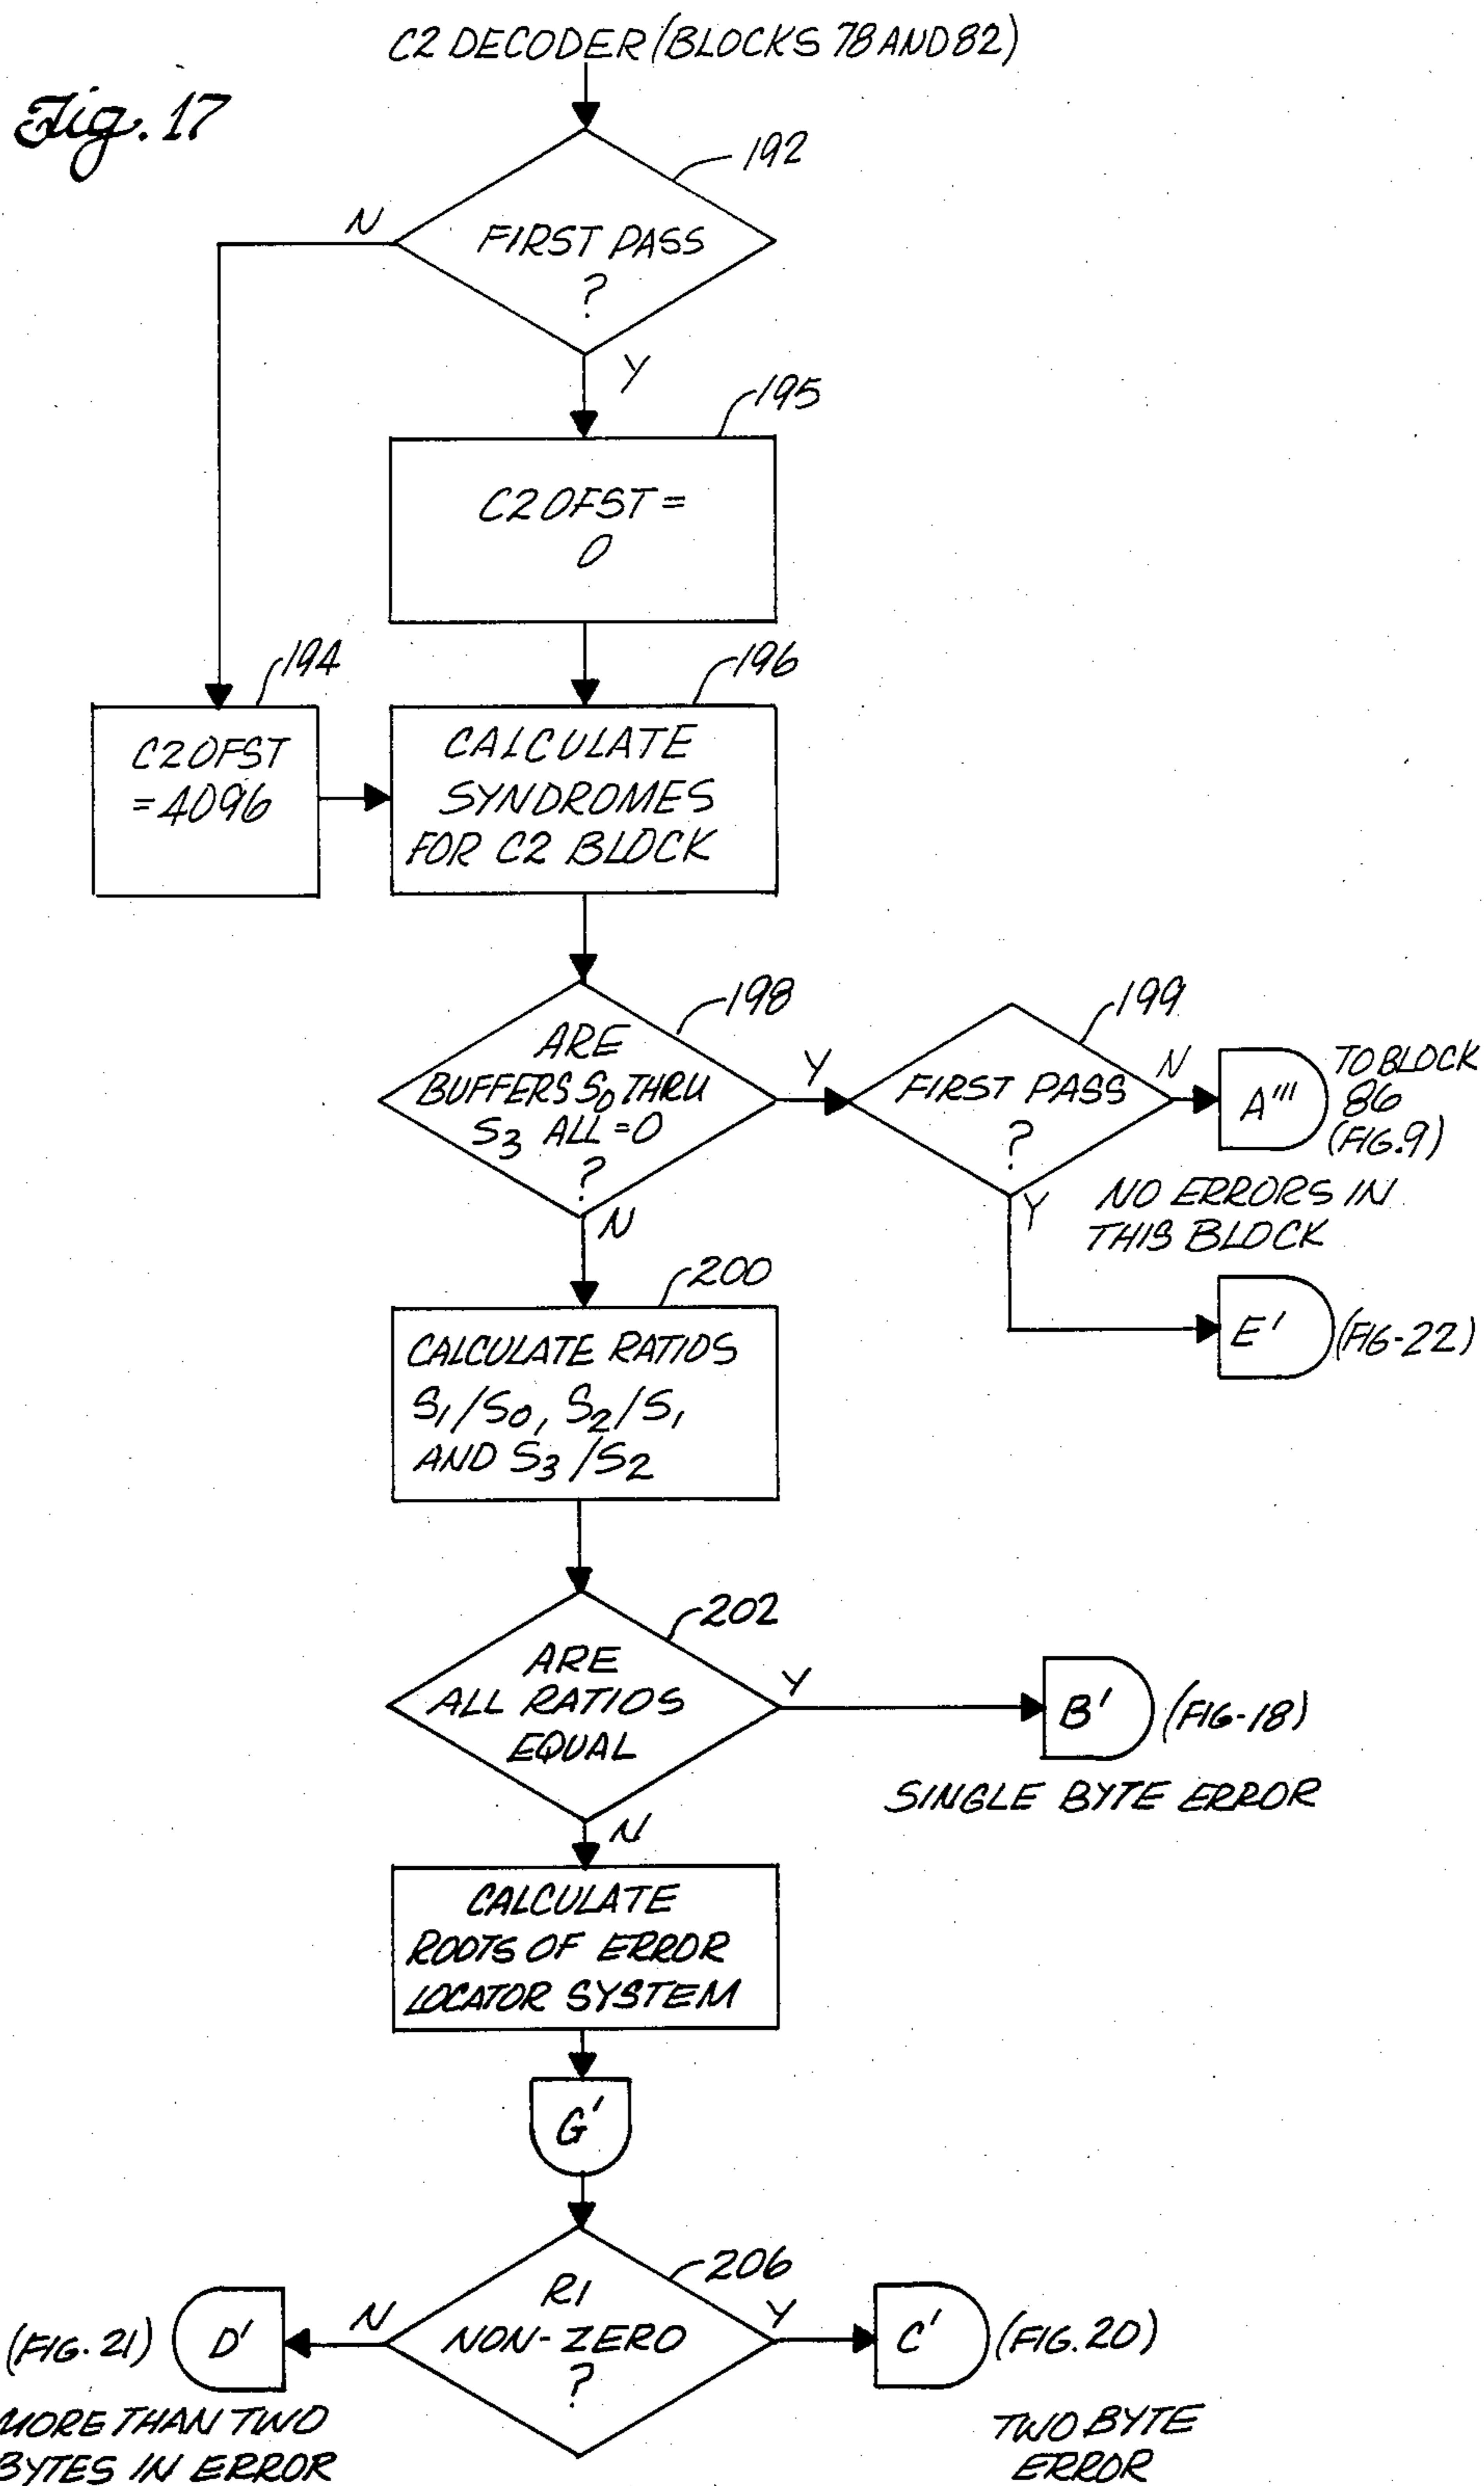 C2 DECODER (BLOCKS 78 AND 82)
Fig. 17
192
N
FIRST PASS
?
Y
195
C2 OFST =
0
194
196
C2 OFST
= 4096
CALCULATE
SYNDROMES
FOR C2 BLOCK
198
199
ARE
BUFFERS S0 THRU
S3 ALL = 0
?
Y
FIRST PASS
?
N
A'''
TO BLOCK
86
(FIG. 9)
N
Y
NO ERRORS IN
THIS BLOCK
200
E'
(FIG-22)
CALCULATE RATIOS
S1/S0, S2/S1
AND S3/S2
202
ARE
ALL RATIOS
EQUAL
Y
B'
(FIG-18)
SINGLE BYTE ERROR
N
CALCULATE
ROOTS OF ERROR
LOCATOR SYSTEM
G'
206
R1
NON-ZERO
?
(FIG. 21)
D'
N
Y
C'
(FIG. 20)
MORE THAN TWO
BYTES IN ERROR
TWO BYTE
ERROR